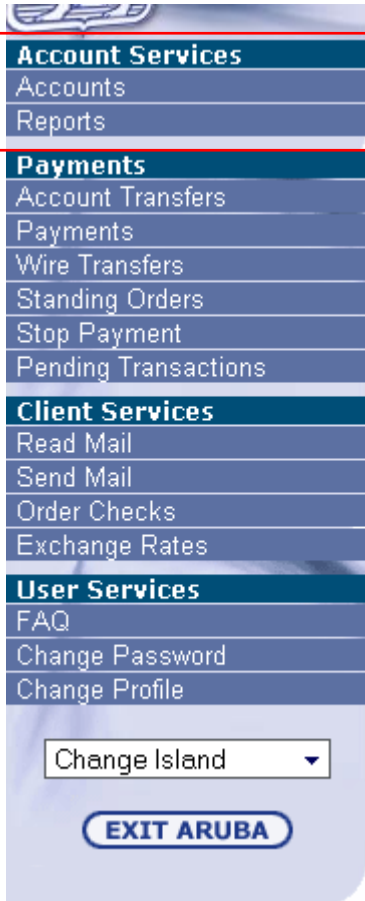 Account Services
Accounts
Reports
Payments
Account Transfers
Payments
Wire Transfers
Standing Orders
Stop Payment
Pending Transactions
Client Services
Read Mail
Send Mail
Order Checks
Exchange Rates
User Services
FAQ
Change Password
Change Profile
Change Island
EXIT ARUBA